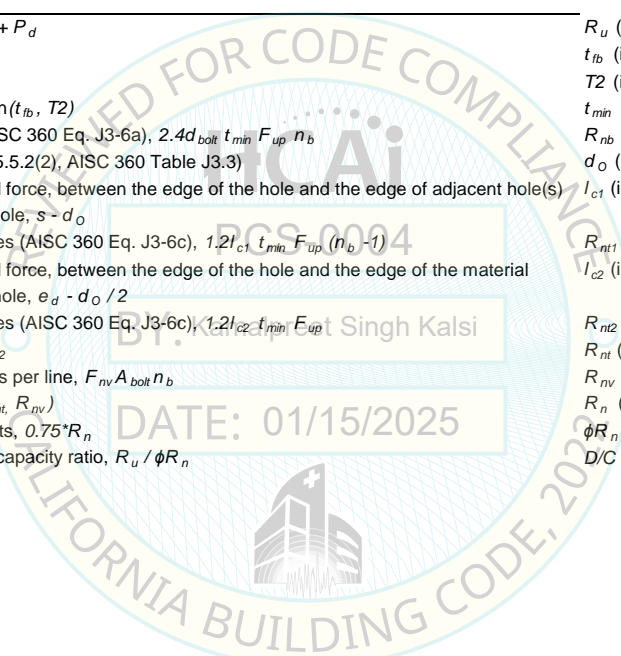 + P_d R_u (
t_fb (i
T2 (i
n(t_fb, T2) t_min
SC 360 Eq. J3-6a), 2.4d_bolt t_min F_up n_b R_nb
5.5.2(2), AISC 360 Table J3.3) d_O (
l force, between the edge of the hole and the edge of adjacent hole(s) l_c1 (i
ole, s - d_O
es (AISC 360 Eq. J3-6c), 1.2l_c1 t_min F_up (n_b -1) R_nt1
l force, between the edge of the hole and the edge of the material l_c2 (i
hole, e_d - d_O / 2
es (AISC 360 Eq. J3-6c), 1.2l_c2 t_min F_up R_nt2
2 R_nt (
s per line, F_nv A_bolt n_b R_nv
nt, R_nv) R_n (
ts, 0.75*R_n ϕR_n
capacity ratio, R_u / ϕR_n D/C
REVIEWED FOR CODE COMPLIANCE
HCAi
PCS-0004
BY: Kamalpreet Singh Kalsi
DATE: 01/15/2025
CALIFORNIA BUILDING CODE, 2022